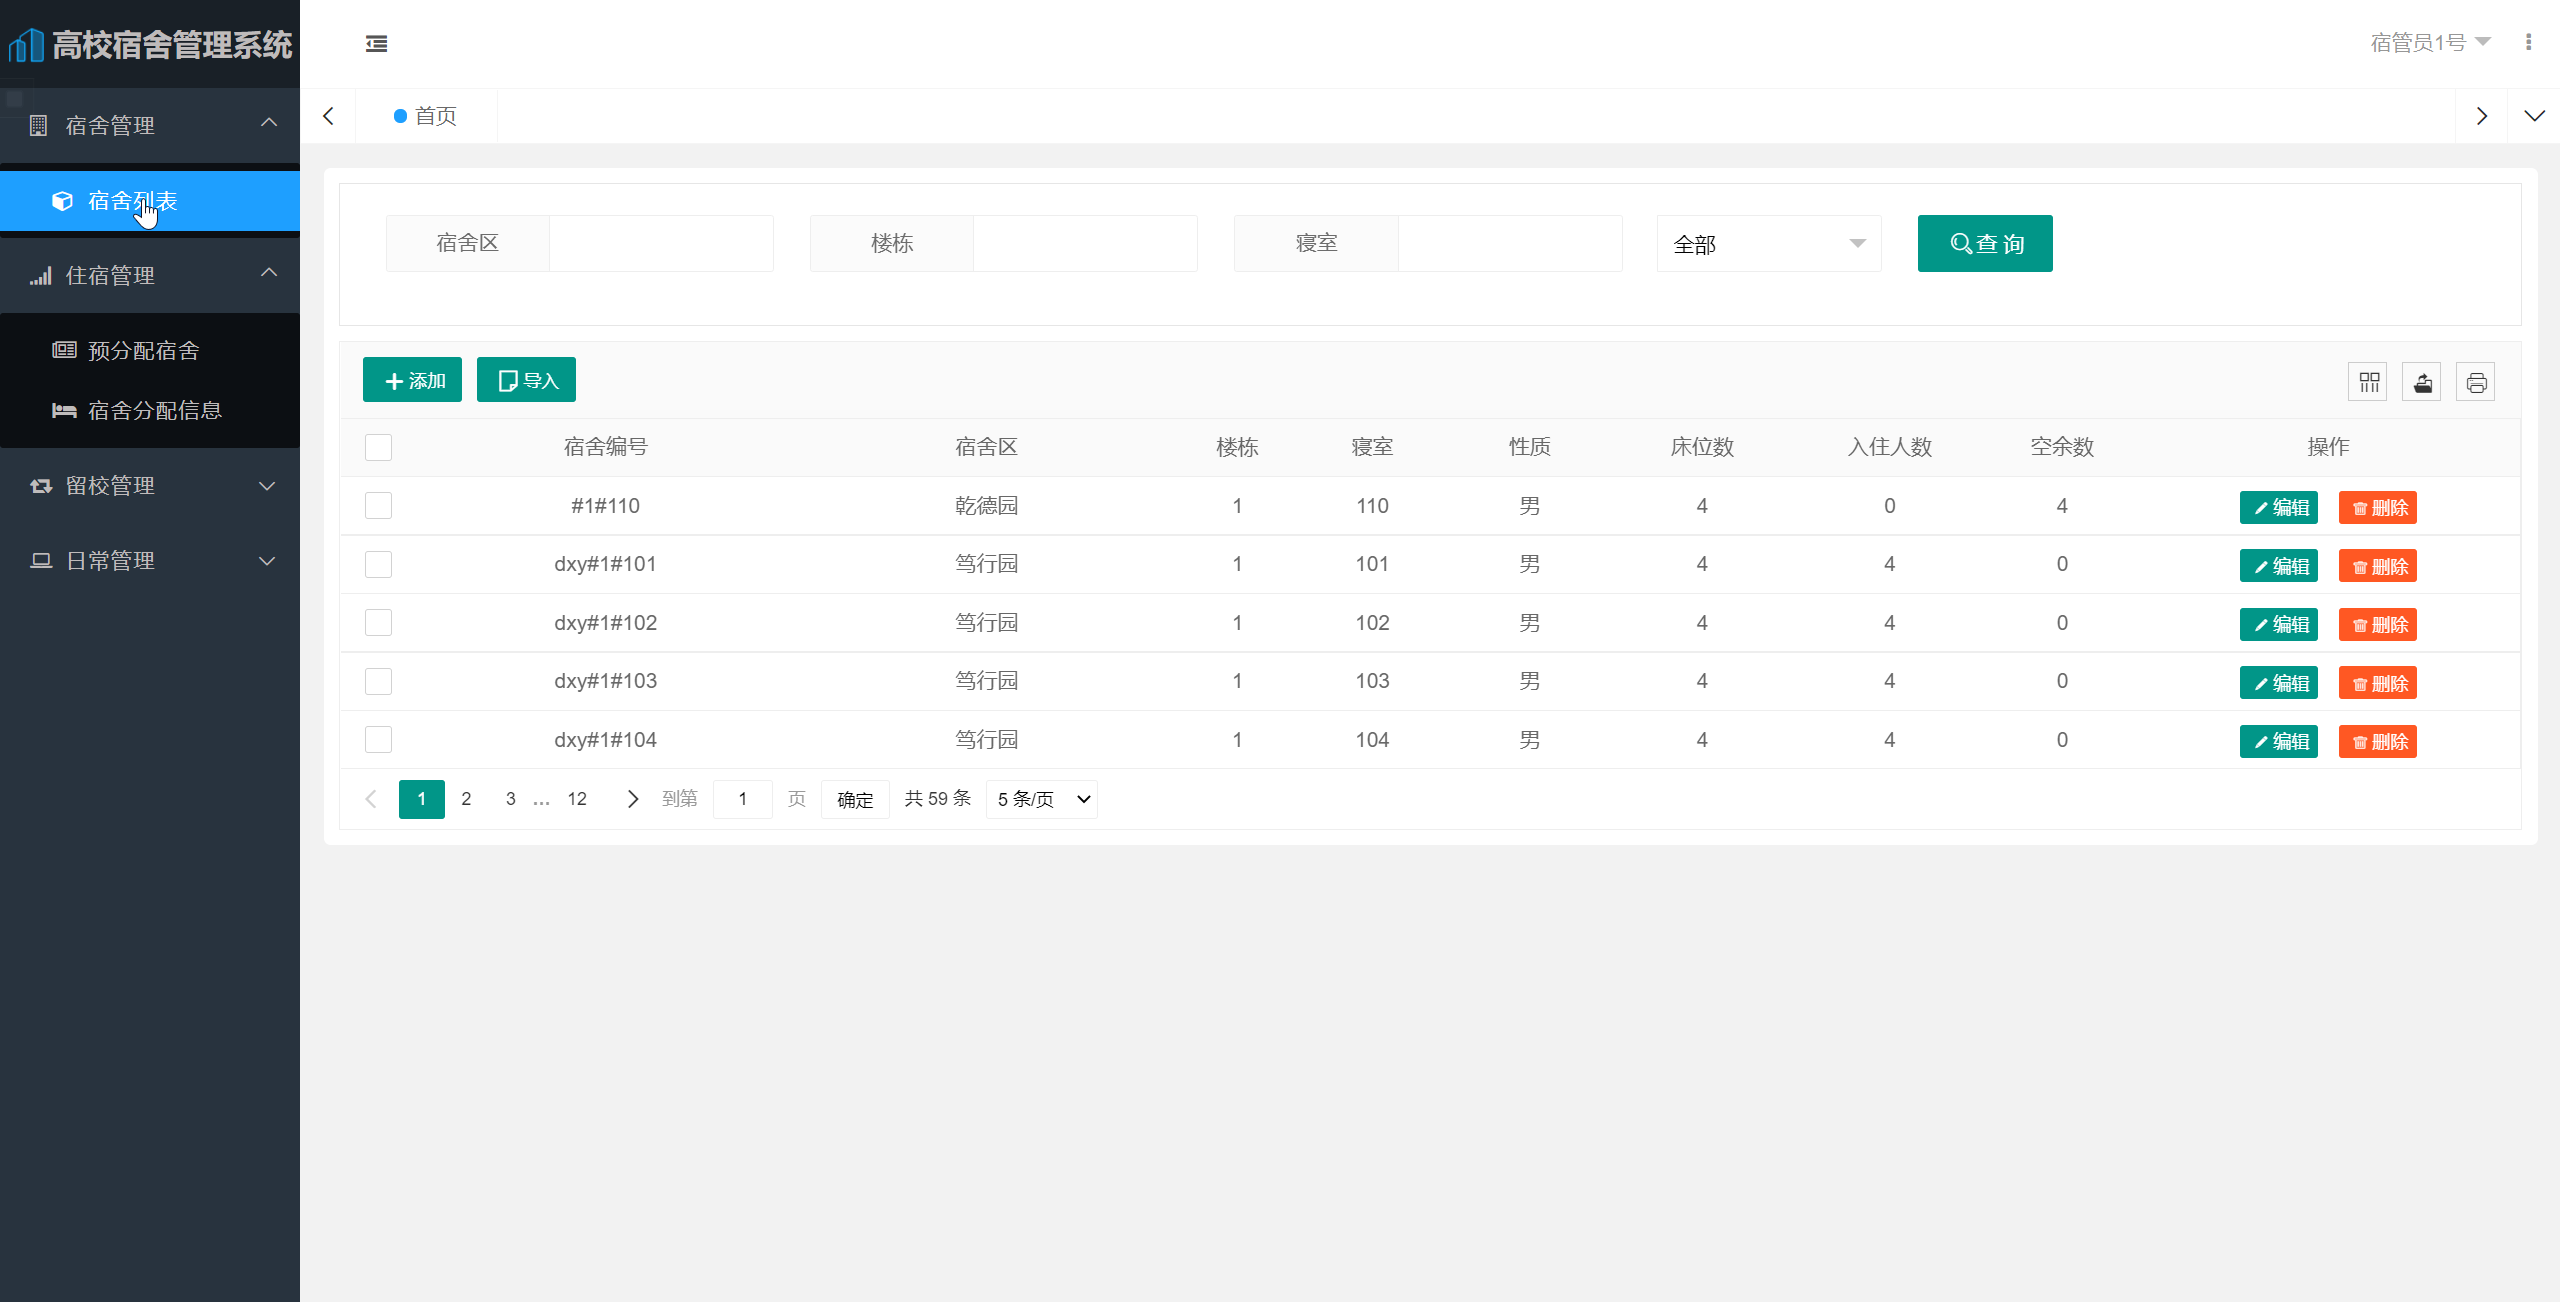 高校宿舍管理系统
宿管员1号
宿舍管理
首页
宿舍列表
住宿管理
预分配宿舍
宿舍分配信息
留校管理
日常管理
宿舍区 楼栋 寝室 全部 查 询
添加 导入
宿舍编号 宿舍区 楼栋 寝室 性质 床位数 入住人数 空余数 操作
#1#110 乾德园 1 110 男 4 0 4 编辑 删除
dxy#1#101 笃行园 1 101 男 4 4 0 编辑 删除
dxy#1#102 笃行园 1 102 男 4 4 0 编辑 删除
dxy#1#103 笃行园 1 103 男 4 4 0 编辑 删除
dxy#1#104 笃行园 1 104 男 4 4 0 编辑 删除
1 2 3 … 12 到第 1 页 确定 共 59 条 5 条/页